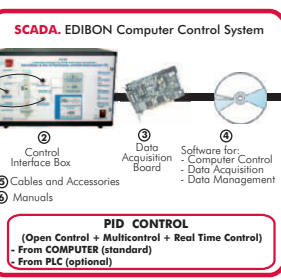 SCADA. EDIBON Computer Control System
②
Control
Interface Box
③
Data
Acquisition
Board
④
Software for:
- Computer Control
- Data Acquisition
- Data Management
⑤ Cables and Accessories
⑥ Manuals
PID CONTROL
(Open Control + Multicontrol + Real Time Control)
- From COMPUTER (standard)
- From PLC (optional)